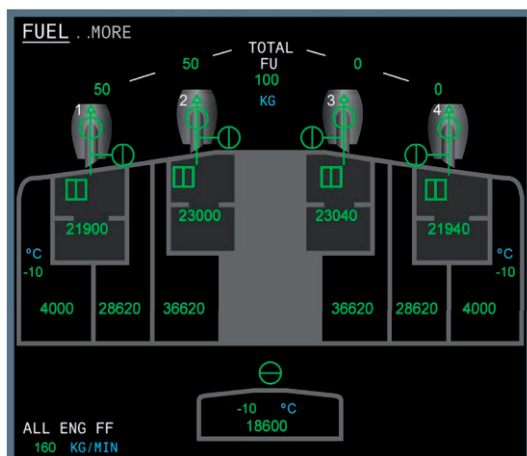 FUEL ..MORE
TOTAL
50 FU 0
100
50 0
KG
1 2 3 4
23000 23040
21900 21940
°C °C
-10 -10
4000 28620 36620 36620 28620 4000
-10 °C
18600
ALL ENG FF
160 KG/MIN